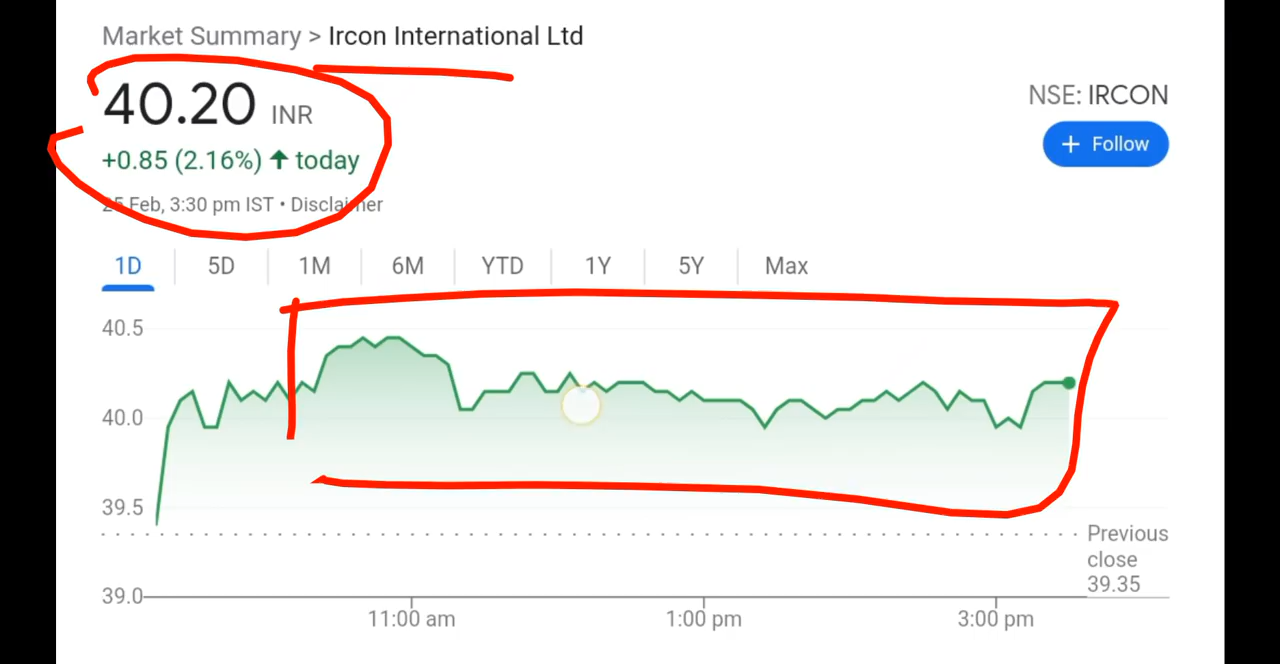 Market Summary > Ircon International Ltd
40.20 INR
NSE: IRCON
+ Follow
+0.85 (2.16%) ↑ today
25 Feb, 3:30 pm IST • Disclaimer
1D 5D 1M 6M YTD 1Y 5Y Max
40.5
40.0
39.5
Previous
close
39.35
39.0
11:00 am 1:00 pm 3:00 pm